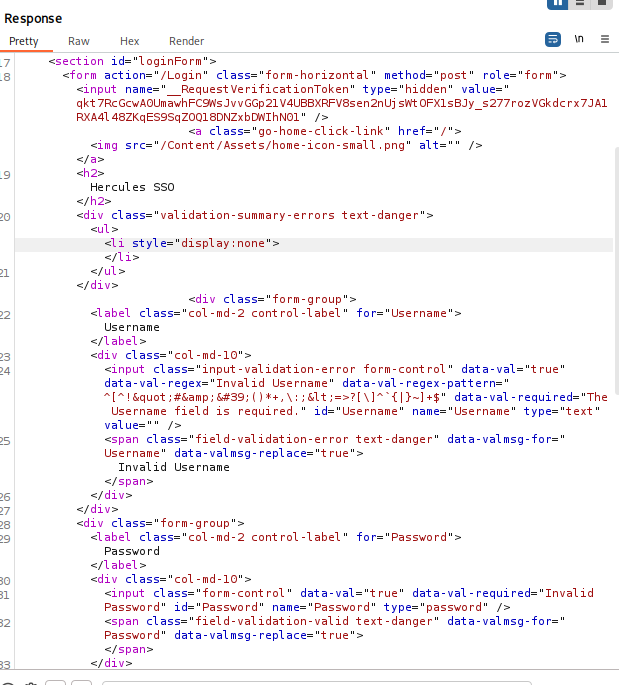 Response
Pretty Raw Hex Render \n
17 <section id="loginForm">
18 <form action="/Login" class="form-horizontal" method="post" role="form">
<input name="__RequestVerificationToken" type="hidden" value="
qkt7RcGcwA0UmawhFC9WsJvvGGp21V4UBBXRFV8sen2nUjsWtOFX1sBJy_s277rozVGkdcrx7JA1
RXA4l48ZKqES9SqZOQ18DNZxbDWIhN01" />
<a class="go-home-click-link" href="/">
<img src="/Content/Assets/home-icon-small.png" alt="" />
</a>
19 <h2>
Hercules SSO
</h2>
20 <div class="validation-summary-errors text-danger">
<ul>
<li style="display:none">
</li>
21 </ul>
</div>
<div class="form-group">
22 <label class="col-md-2 control-label" for="Username">
Username
</label>
23 <div class="col-md-10">
24 <input class="input-validation-error form-control" data-val="true"
data-val-regex="Invalid Username" data-val-regex-pattern="
^[^!&quot;#&amp;&#39;()*+,\:;&lt;=>?[\]^`{|}~]+$" data-val-required="The
Username field is required." id="Username" name="Username" type="text"
value="" />
25 <span class="field-validation-error text-danger" data-valmsg-for="
Username" data-valmsg-replace="true">
Invalid Username
</span>
26 </div>
27 </div>
28 <div class="form-group">
29 <label class="col-md-2 control-label" for="Password">
Password
</label>
30 <div class="col-md-10">
31 <input class="form-control" data-val="true" data-val-required="Invalid
Password" id="Password" name="Password" type="password" />
32 <span class="field-validation-valid text-danger" data-valmsg-for="
Password" data-valmsg-replace="true">
</span>
33 </div>